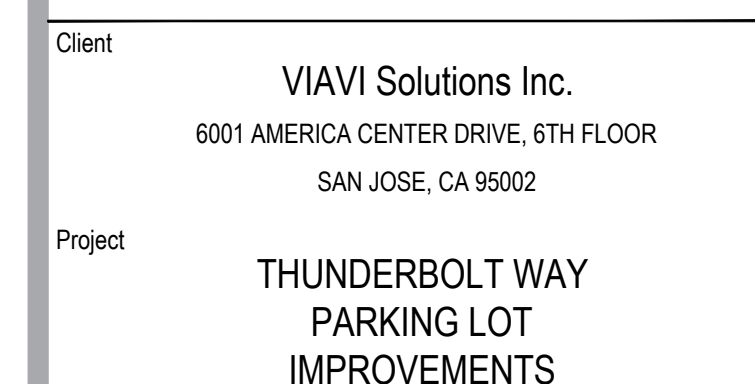 Client
VIAVI Solutions Inc.
6001 AMERICA CENTER DRIVE, 6TH FLOOR
SAN JOSE, CA 95002
Project
THUNDERBOLT WAY
PARKING LOT
IMPROVEMENTS